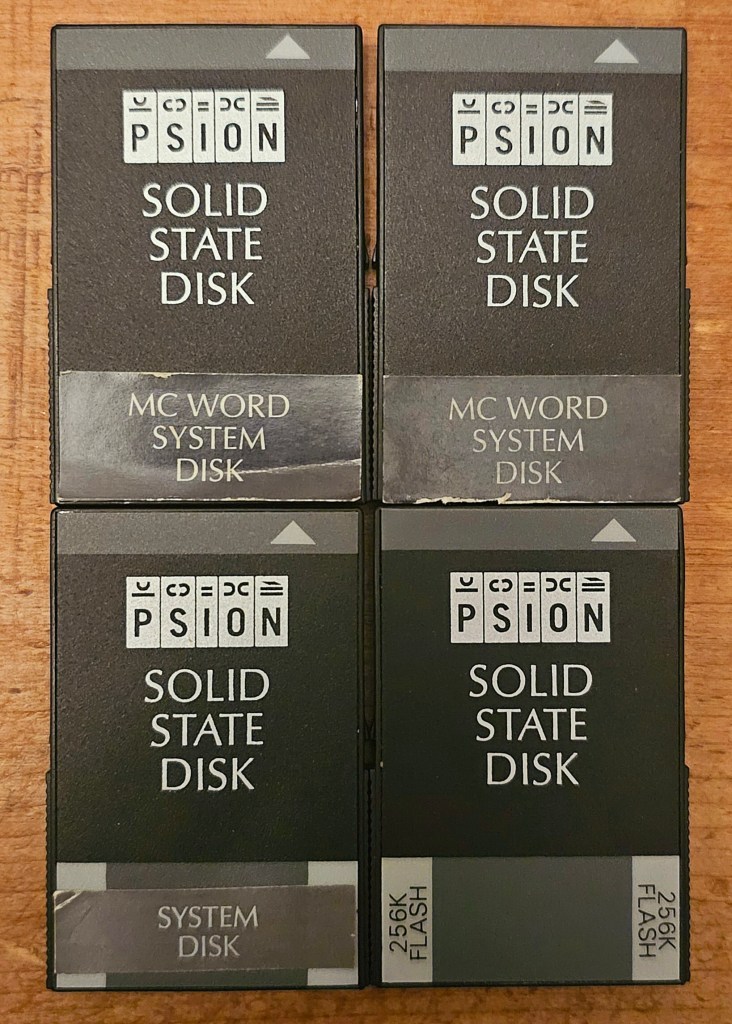 PSION
SOLID
STATE
DISK
MC WORD
SYSTEM
DISK
PSION
SOLID
STATE
DISK
MC WORD
SYSTEM
DISK
PSION
SOLID
STATE
DISK
SYSTEM
DISK
PSION
SOLID
STATE
DISK
256K
FLASH
256K
FLASH